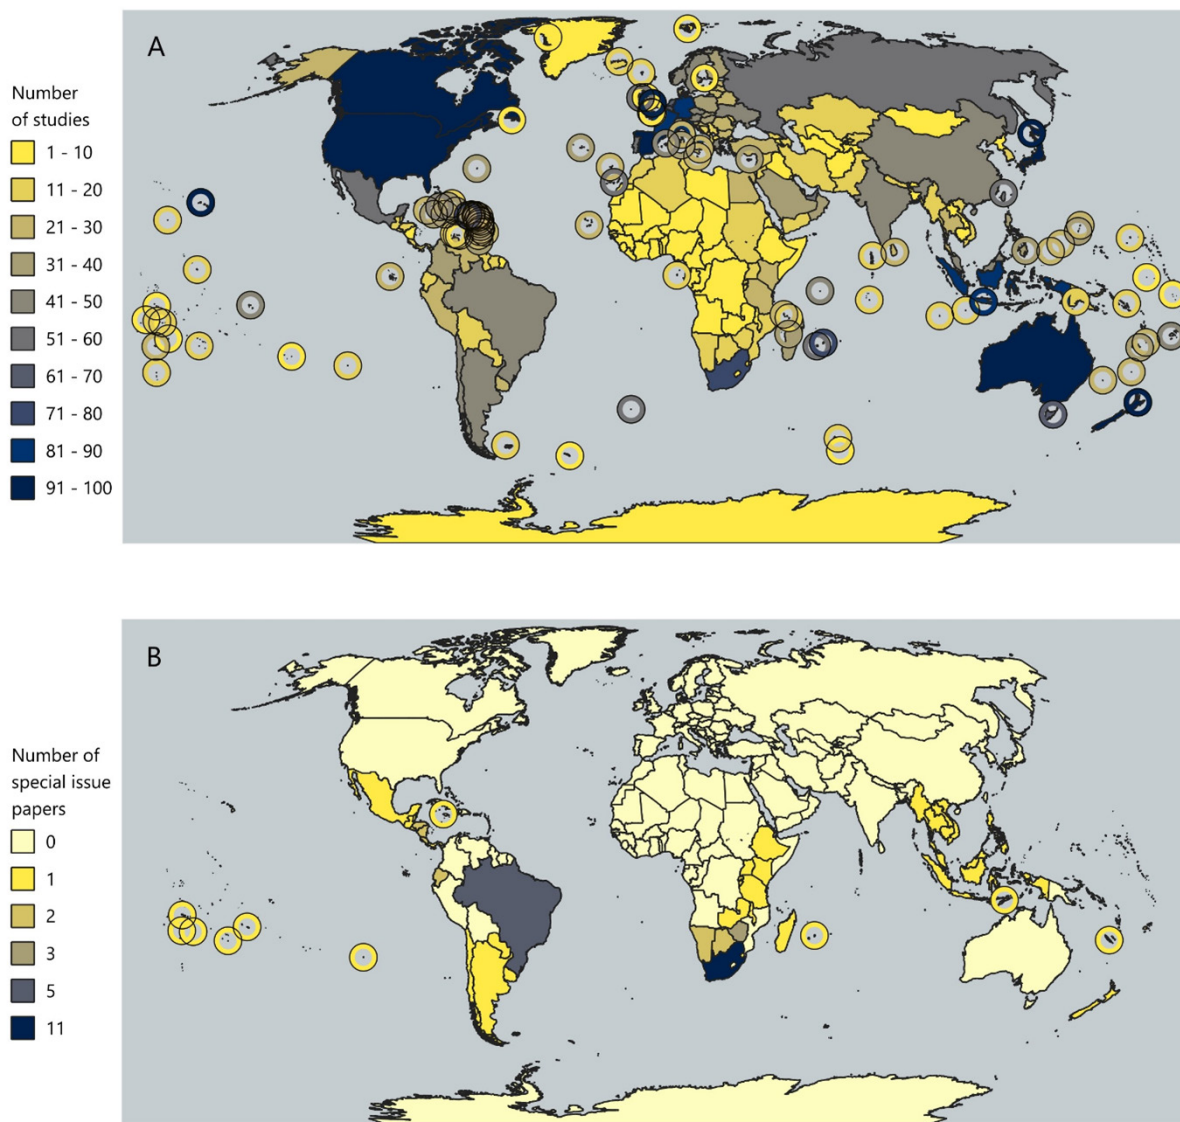 A
Number
of studies
1 - 10
11 - 20
21 - 30
31 - 40
41 - 50
51 - 60
61 - 70
71 - 80
81 - 90
91 - 100
B
Number of
special issue
papers
0
1
2
3
5
11